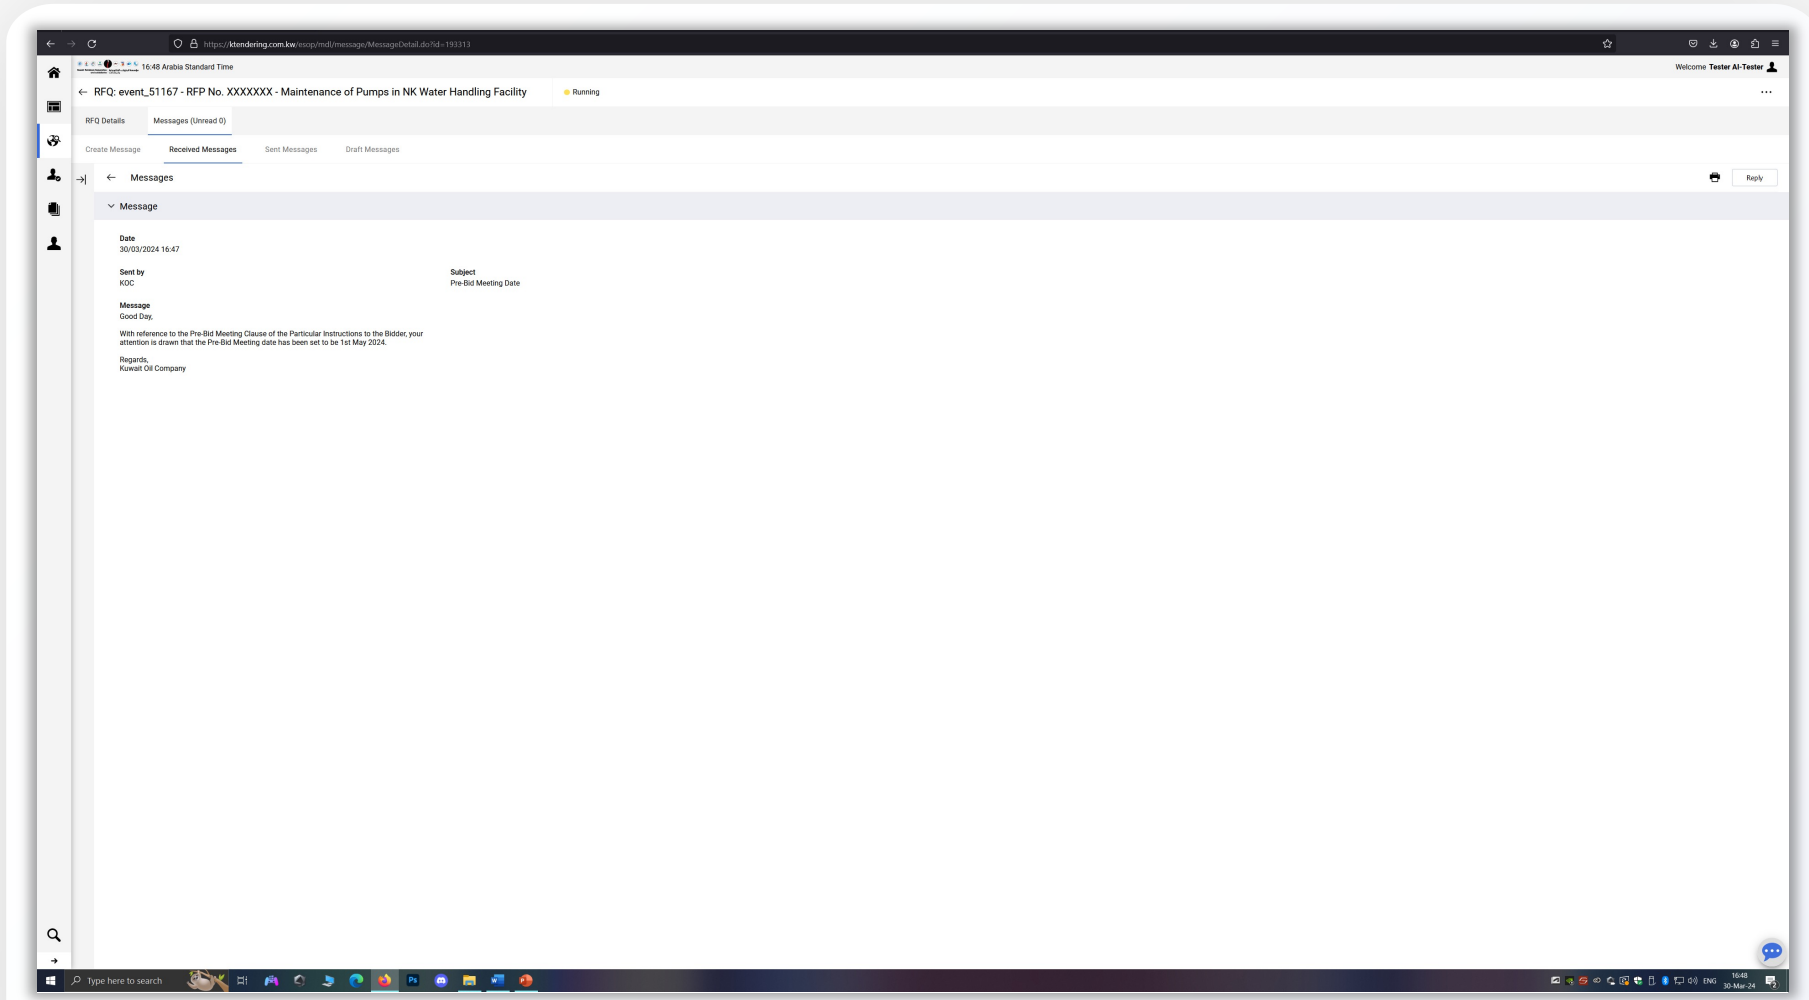 https://ktendering.com.kw/esop/mdl/message/MessageDetail.do?id=193313
16:48 Arabia Standard Time
Welcome Tester Al-Tester
RFQ: event_51167 - RFP No. XXXXXXX - Maintenance of Pumps in NK Water Handling Facility
Running
RFQ Details Messages (Unread 0)
Create Message Received Messages Sent Messages Draft Messages
Messages
Reply
Message
Date
30/03/2024 16:47
Sent by Subject
KOC Pre-Bid Meeting Date
Message
Good Day,
With reference to the Pre-Bid Meeting Clause of the Particular Instructions to the Bidder, your
attention is drawn that the Pre-Bid Meeting date has been set to be 1st May 2024.
Regards,
Kuwait Oil Company
Type here to search
Ps
ENG
16:48
30-Mar-24
2